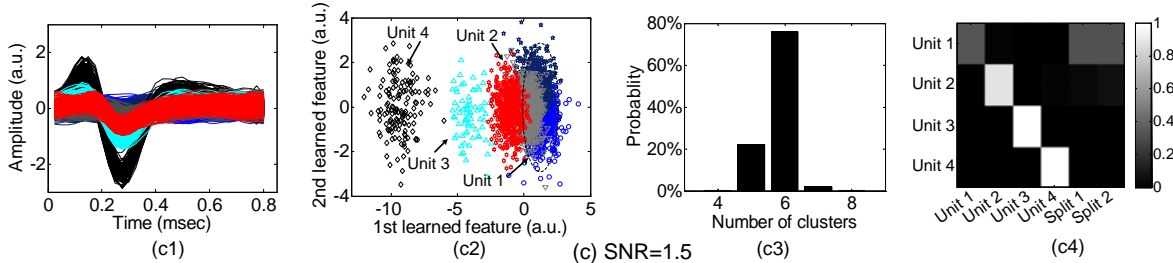 Amplitude (a.u.)
4
2
0
-2
0 0.2 0.4 0.6 0.8
Time (msec)
(c1)
2nd learned feature (a.u.)
4
2
0
-2
-4
Unit 4
Unit 2
Unit 3
Unit 1
-10 -5 0 5
1st learned feature (a.u.)
(c2)
Probablity
80%
60%
40%
20%
0%
4 6 8
Number of clusters
(c3)
Unit 1
Unit 2
Unit 3
Unit 4
Unit 1 Unit 2 Unit 3 Unit 4 Split 1 Split 2
1
0.8
0.6
0.4
0.2
0
(c4)
(c) SNR=1.5